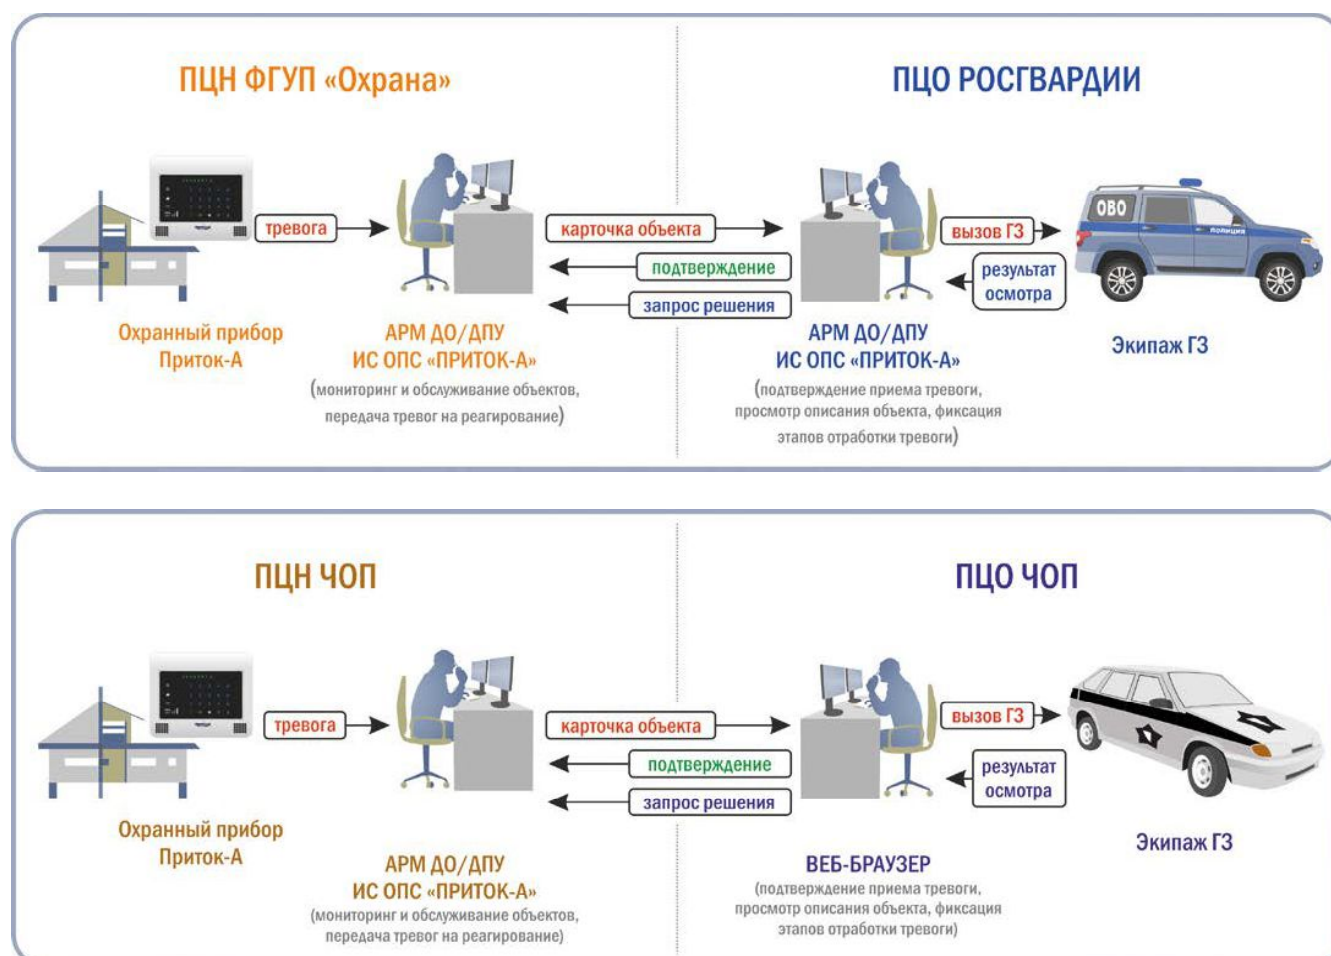 ПЦН ФГУП «Охрана»
ПЦО РОСГВАРДИИ
тревога
карточка объекта
подтверждение
запрос решения
вызов ГЗ
результат
осмотра
ОВО
полиция
Охранный прибор
Приток-А
АРМ ДО/ДПУ
ИС ОПС «ПРИТОК-А»
(мониторинг и обслуживание объектов,
передача тревог на реагирование)
АРМ ДО/ДПУ
ИС ОПС «ПРИТОК-А»
(подтверждение приема тревоги,
просмотр описания объекта, фиксация
этапов отработки тревоги)
Экипаж ГЗ
ПЦН ЧОП
ПЦО ЧОП
тревога
карточка объекта
подтверждение
запрос решения
вызов ГЗ
результат
осмотра
Охранный прибор
Приток-А
АРМ ДО/ДПУ
ИС ОПС «ПРИТОК-А»
(мониторинг и обслуживание объектов,
передача тревог на реагирование)
ВЕБ-БРАУЗЕР
(подтверждение приема тревоги,
просмотр описания объекта, фиксация
этапов отработки тревоги)
Экипаж ГЗ